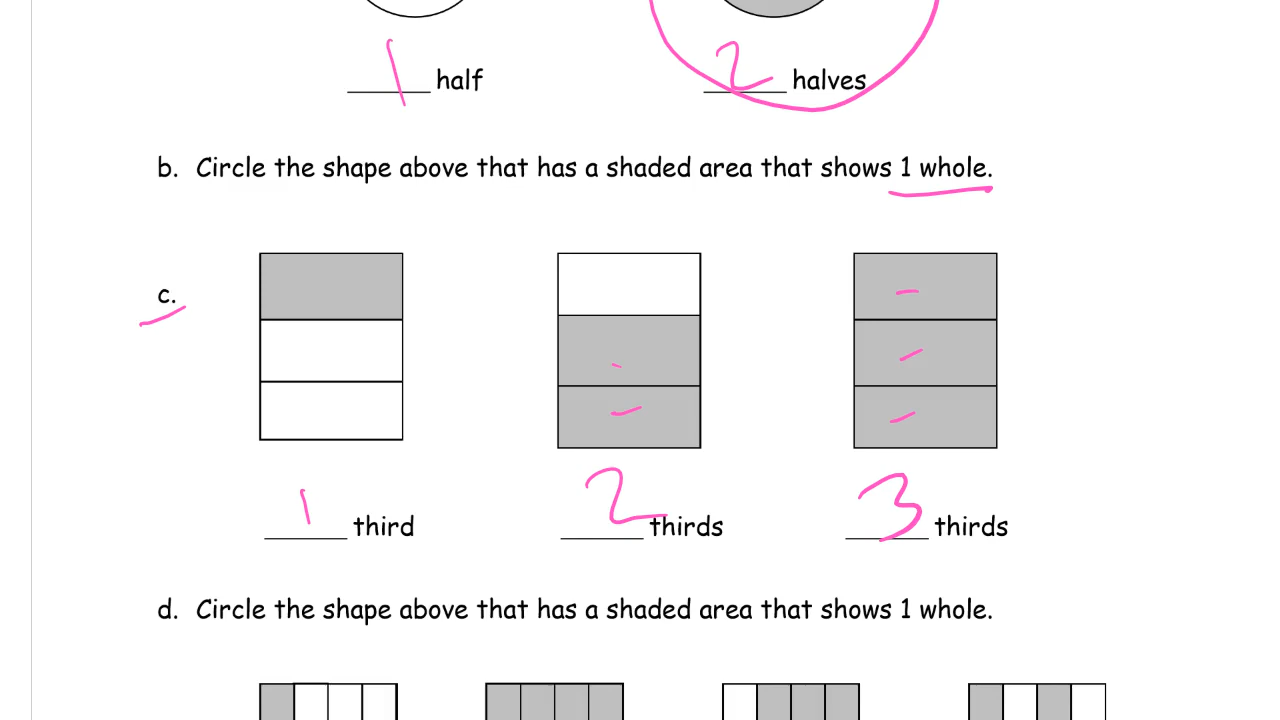 1 half 2 halves
b. Circle the shape above that has a shaded area that shows 1 whole.
c.
1 third 2 thirds 3 thirds
d. Circle the shape above that has a shaded area that shows 1 whole.